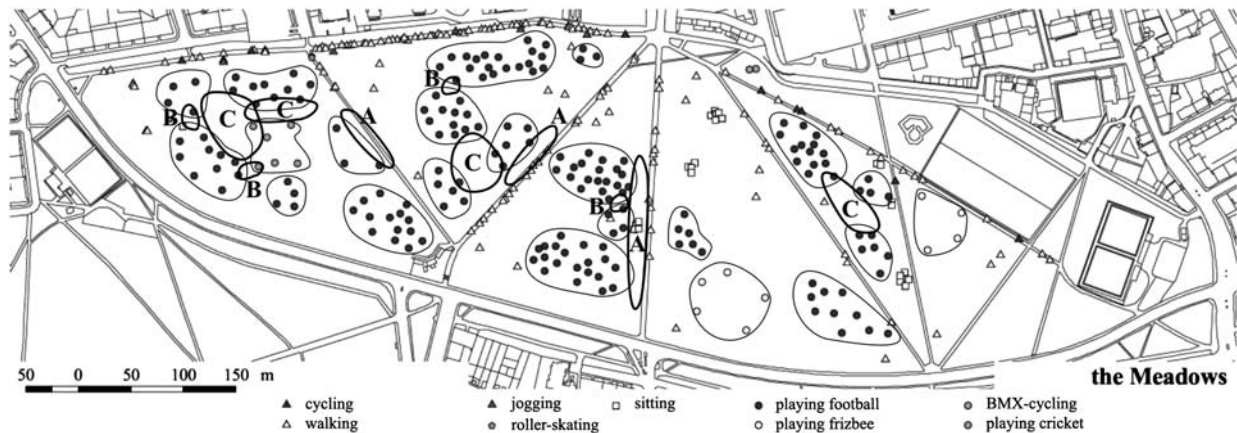 B
A
B
C
C
A
B
C
C
B
A
50 0 50 100 150 m
the Meadows
cycling jogging sitting playing football BMX-cycling
walking roller-skating playing frizbee playing cricket